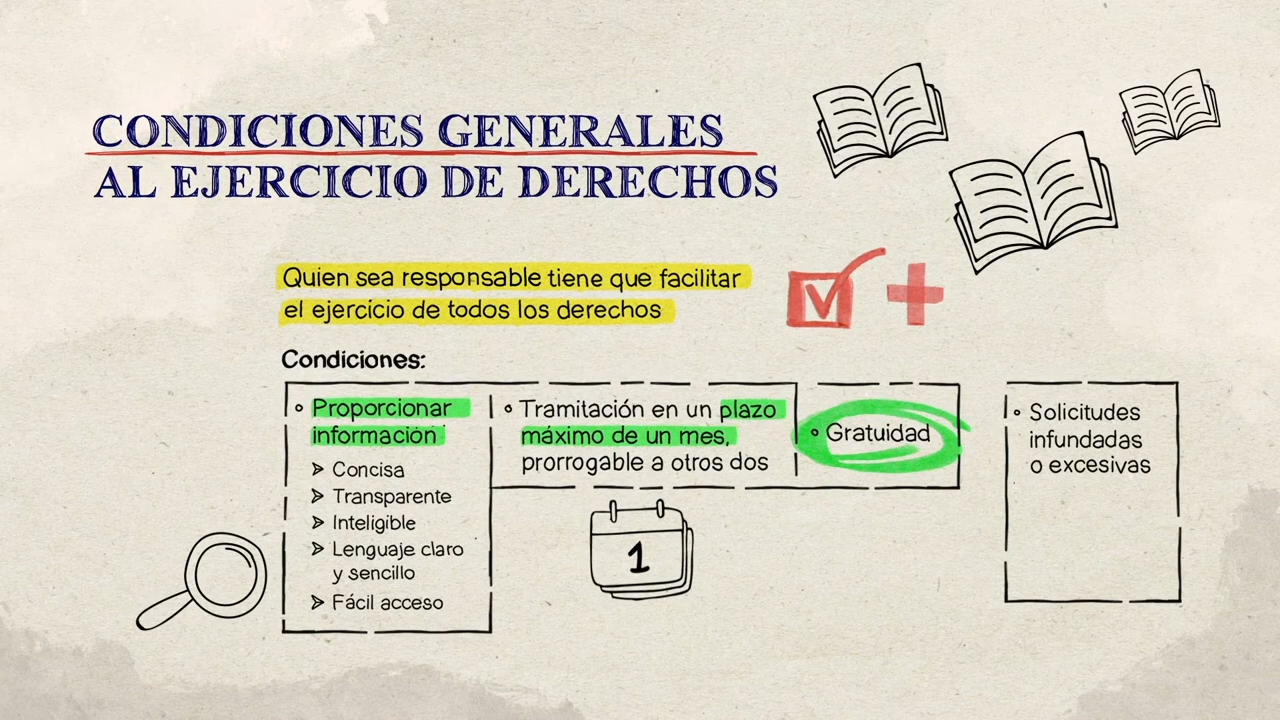 CONDICIONES GENERALES
AL EJERCICIO DE DERECHOS
Quien sea responsable tiene que facilitar
el ejercicio de todos los derechos
Condiciones:
Proporcionar
información
Concisa
Transparente
Inteligible
Lenguaje claro
y sencillo
Fácil acceso
Tramitación en un plazo
máximo de un mes,
prorrogable a otros dos
1
Gratuidad
Solicitudes
infundadas
o excesivas